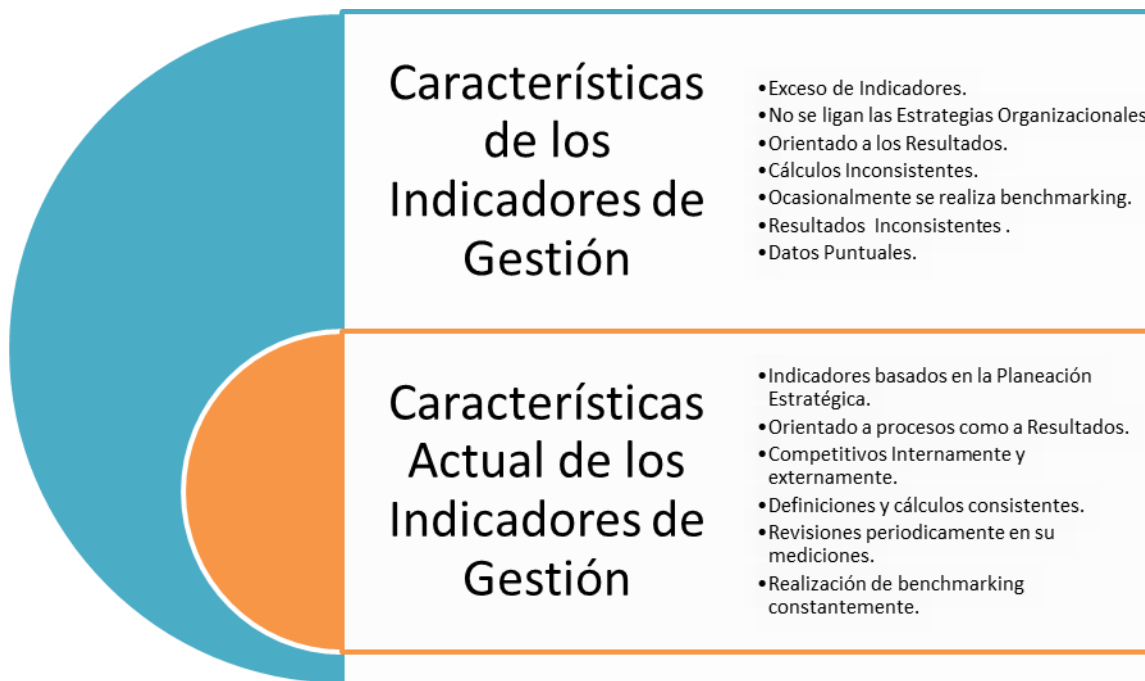 Características
de los
Indicadores de
Gestión
•Exceso de Indicadores.
•No se ligan las Estrategias Organizacionales
•Orientado a los Resultados.
•Cálculos Inconsistentes.
•Ocasionalmente se realiza benchmarking.
•Resultados Inconsistentes .
•Datos Puntuales.
Características
Actual de los
Indicadores de
Gestión
•Indicadores basados en la Planeación
Estratégica.
•Orientado a procesos como a Resultados.
•Competitivos Internamente y
externamente.
•Definiciones y cálculos consistentes.
•Revisiones periodicamente en su
mediciones.
•Realización de benchmarking
constantemente.